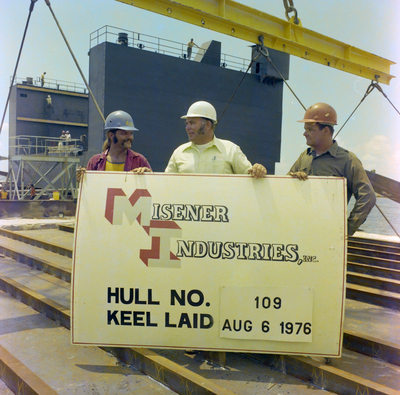 MISENER
INDUSTRIES, INC.
HULL NO. 109
KEEL LAID AUG 6 1976